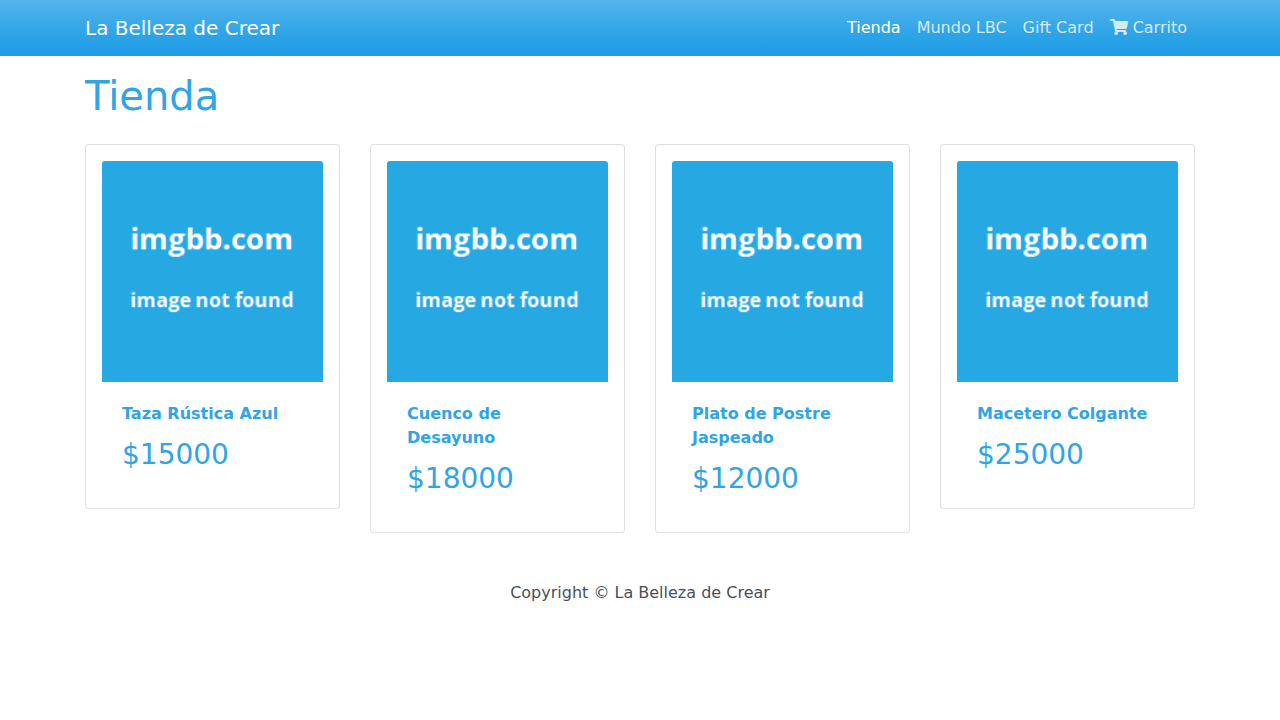 La Belleza de Crear
Tienda Mundo LBC Gift Card Carrito
Tienda
imgbb.com
image not found
Taza Rústica Azul
$15000
imgbb.com
image not found
Cuenco de
Desayuno
$18000
imgbb.com
image not found
Plato de Postre
Jaspeado
$12000
imgbb.com
image not found
Macetero Colgante
$25000
Copyright © La Belleza de Crear